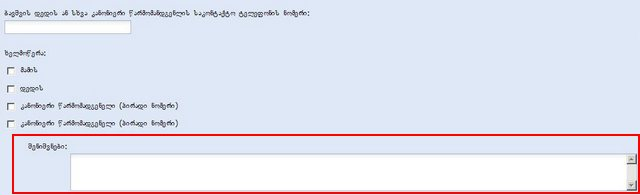 ბავშვის დედის ან სხვა კანონიერი წარმომადგენლის საკონტაქტო ტელეფონის ნომერი:
ხელმოწერა:
მამის
დედის
კანონიერი წარმომადგენელი (პირადი ნომერი)
კანონიერი წარმომადგენელი (პირადი ნომერი)
შენიშვნები: